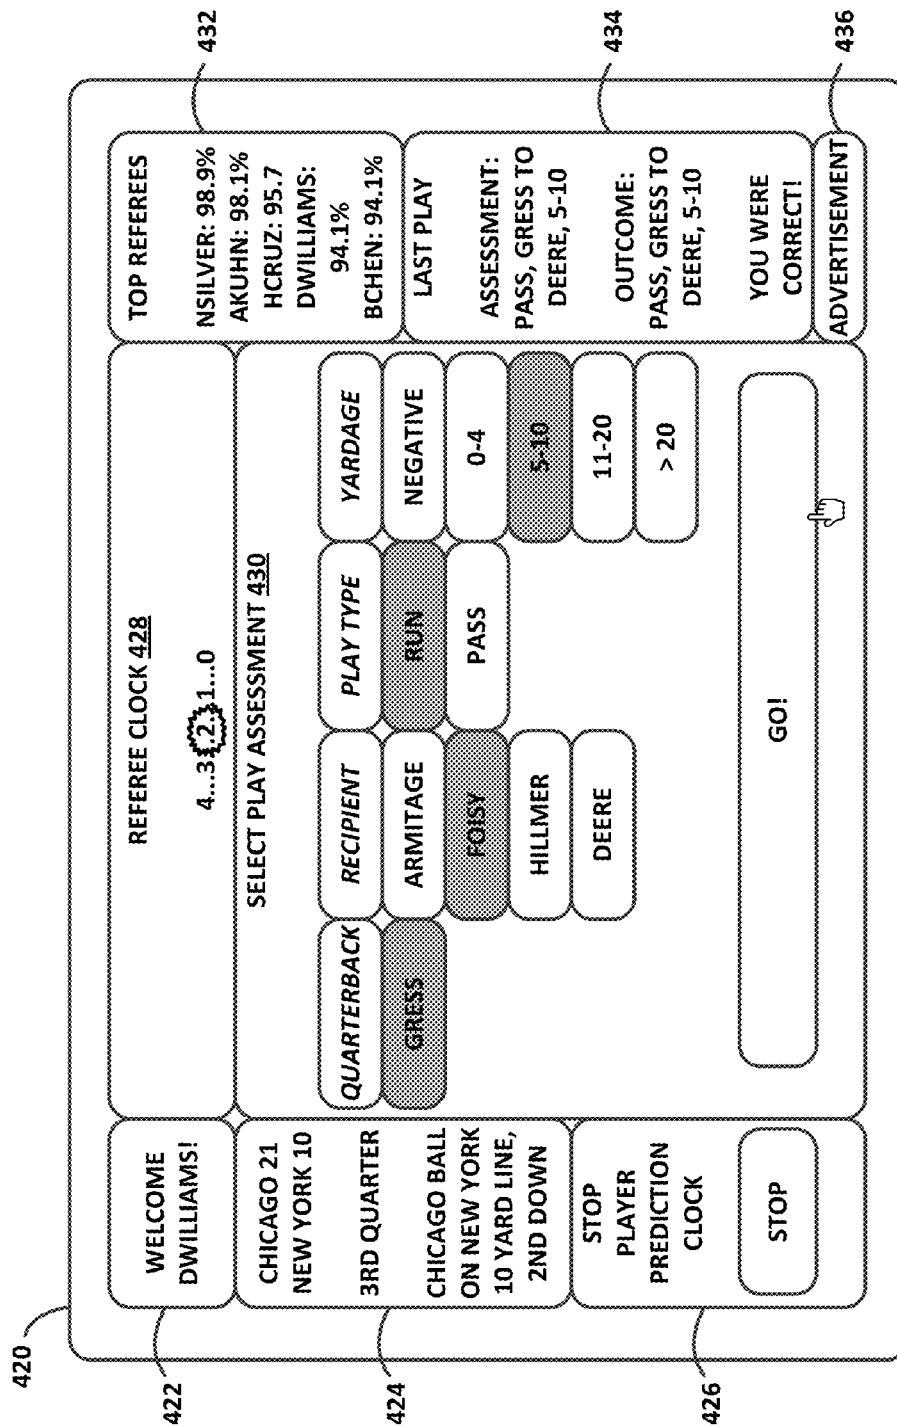 420
422
WELCOME
DWILLIAMS!
424
CHICAGO 21
NEW YORK 10
3RD QUARTER
CHICAGO BALL
ON NEW YORK
10 YARD LINE,
2ND DOWN
426
STOP
PLAYER
PREDICTION
CLOCK
STOP
REFEREE CLOCK 428
4...3...2...1...0
SELECT PLAY ASSESSMENT 430
QUARTERBACK RECIPIENT PLAY TYPE YARDAGE
GRESS ARMITAGE RUN NEGATIVE
FOISY PASS 0-4
HILLMER 5-10
DEERE 11-20
> 20
GO!
432
TOP REFEREES
NSILVER: 98.9%
AKUHN: 98.1%
HCRUZ: 95.7
DWILLIAMS:
94.1%
BCHEN: 94.1%
434
LAST PLAY
ASSESSMENT:
PASS, GRESS TO
DEERE, 5-10
OUTCOME:
PASS, GRESS TO
DEERE, 5-10
YOU WERE
CORRECT!
436
ADVERTISEMENT